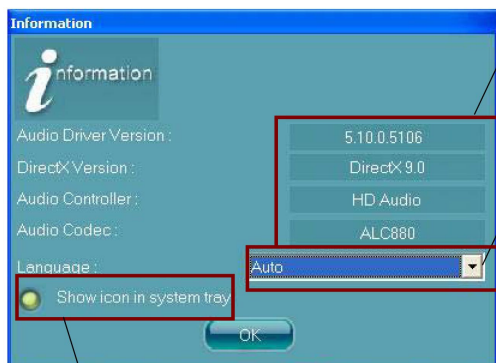 Information
information
Audio Driver Version : 5.10.0.5106
DirectX Version : DirectX 9.0
Audio Controller : HD Audio
Audio Codec : ALC880
Language : Auto
Show icon in system tray
OK